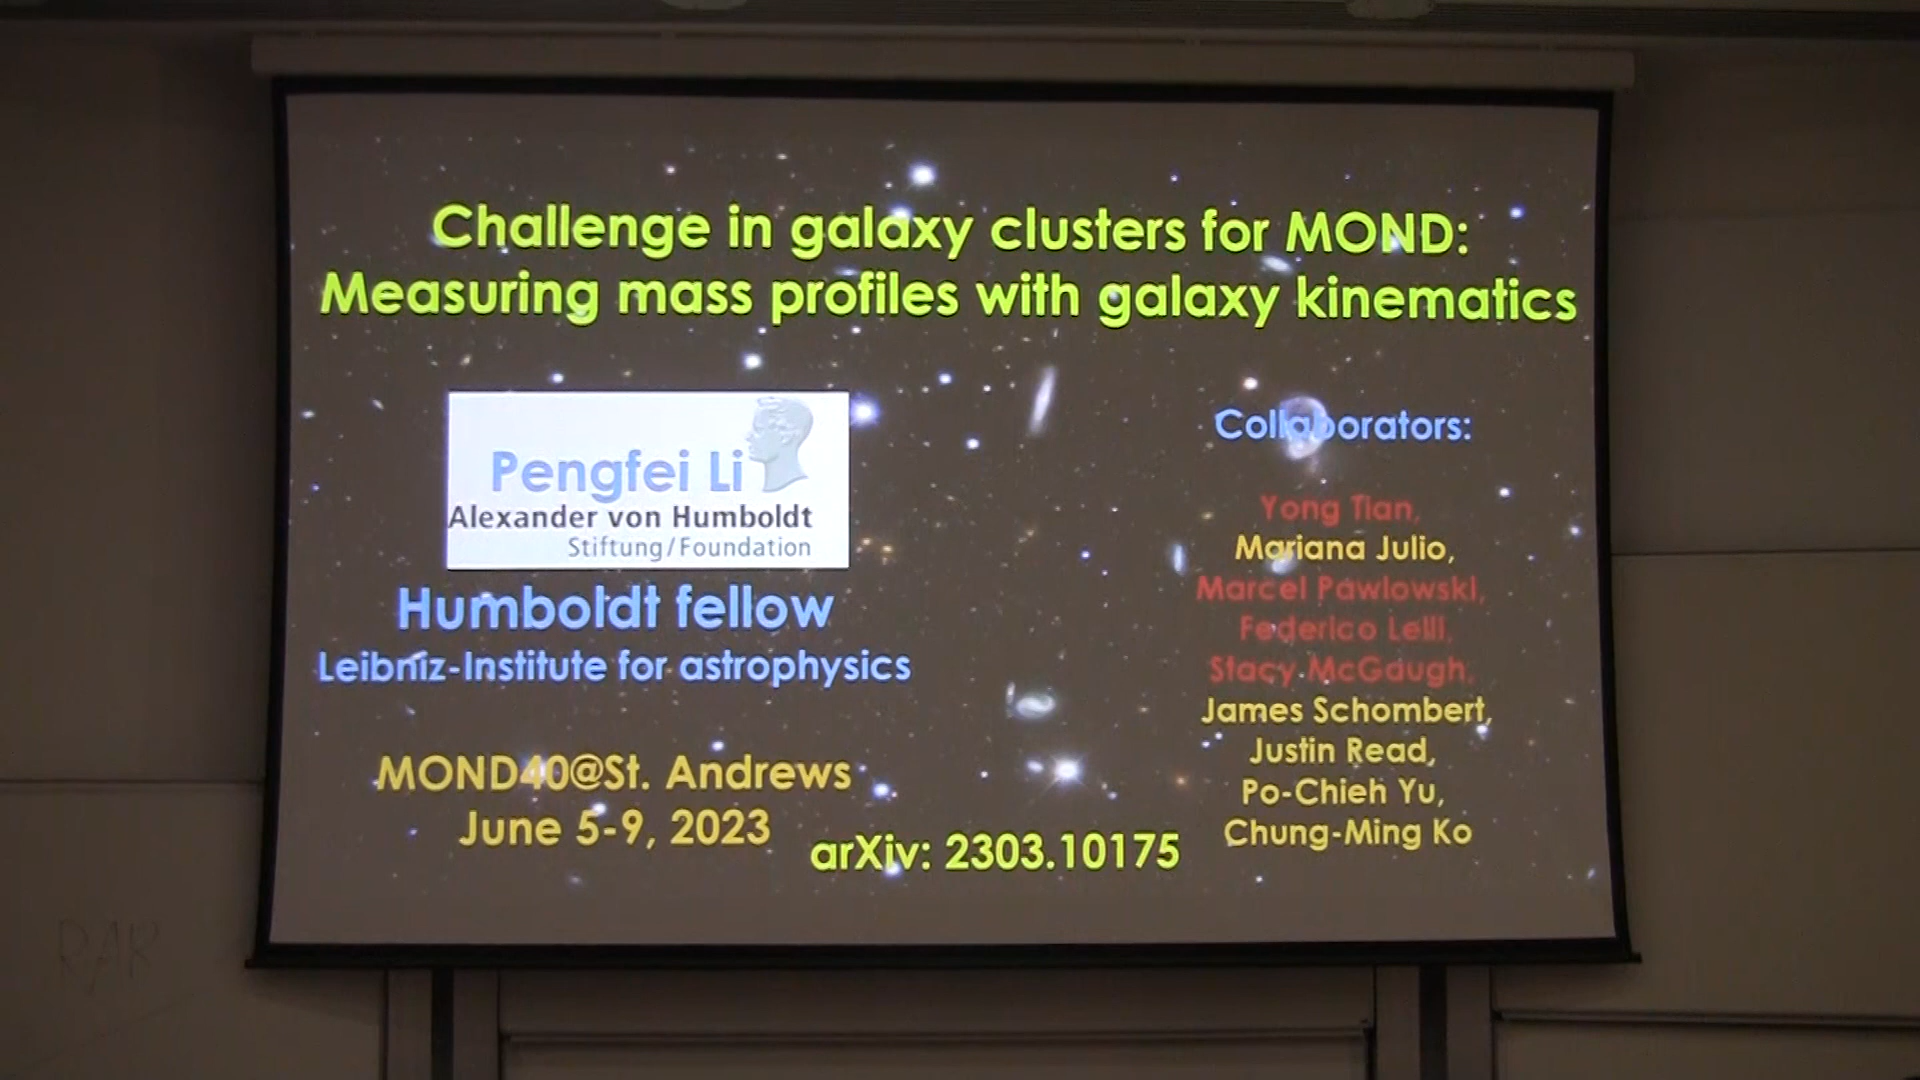 Challenge in galaxy clusters for MOND:
Measuring mass profiles with galaxy kinematics
Pengfei Li
Alexander von Humboldt
Stiftung/Foundation
Humboldt fellow
Leibniz-Institute for astrophysics
MOND40@St. Andrews
June 5-9, 2023
arXiv: 2303.10175
Collaborators:
Yong Tian,
Mariana Julio,
Marcel Pawlowski,
Federico Lelli,
Stacy McGaugh,
James Schombert,
Justin Read,
Po-Chieh Yu,
Chung-Ming Ko
RAR